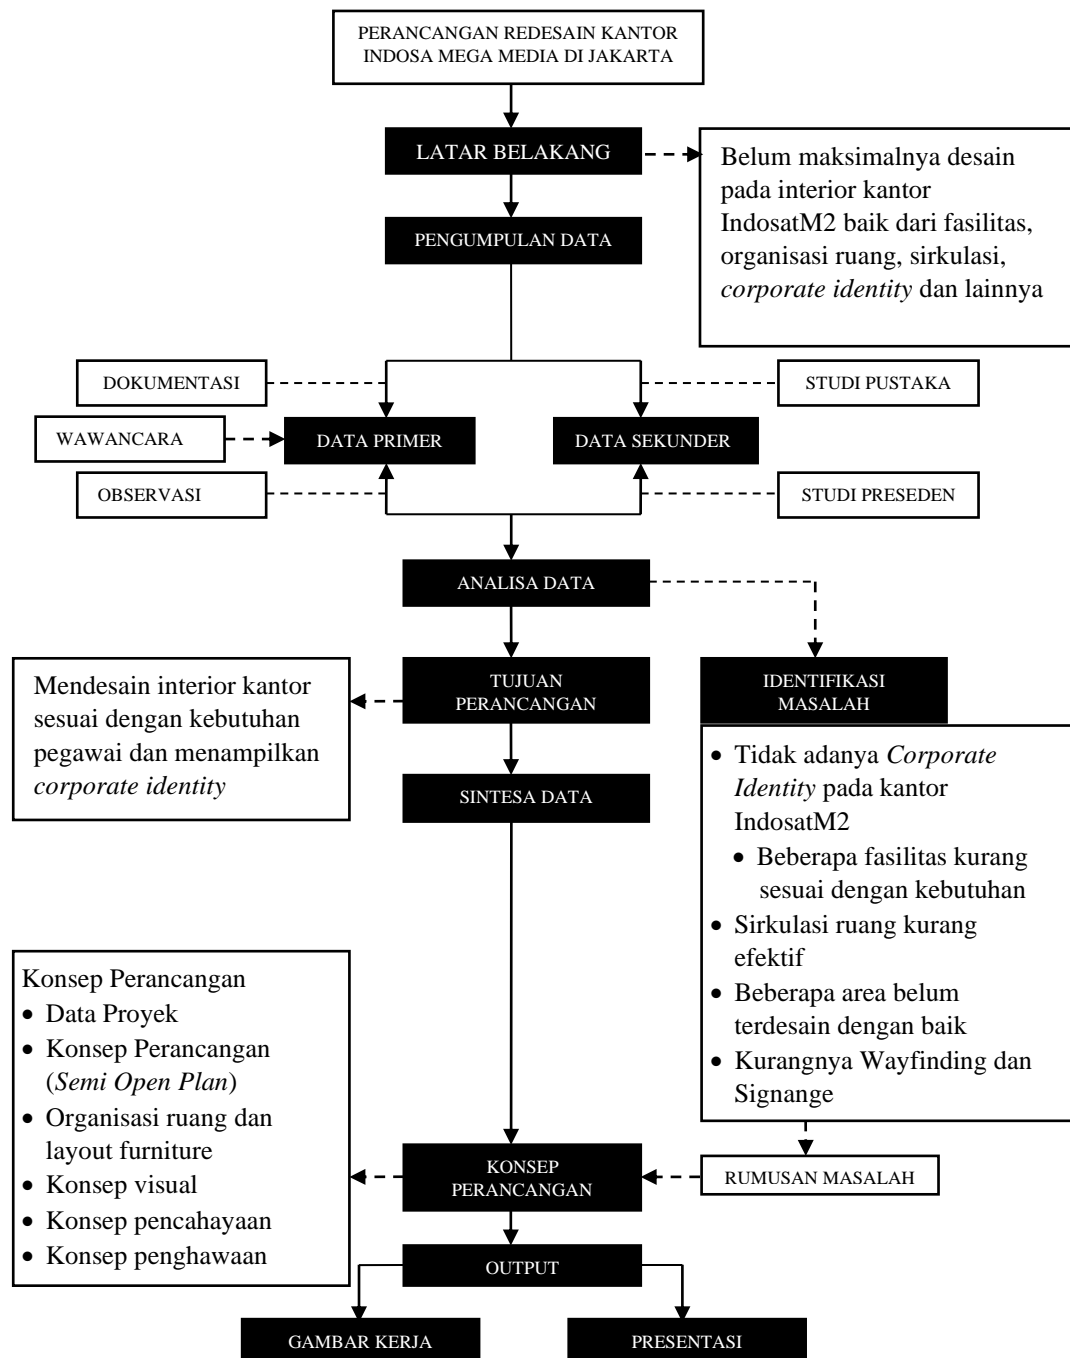 PERANCANGAN REDESAIN KANTOR
INDOSA MEGA MEDIA DI JAKARTA
LATAR BELAKANG
Belum maksimalnya desain
pada interior kantor
IndosatM2 baik dari fasilitas,
organisasi ruang, sirkulasi,
corporate identity dan lainnya
PENGUMPULAN DATA
DOKUMENTASI
STUDI PUSTAKA
WAWANCARA
DATA PRIMER
DATA SEKUNDER
OBSERVASI
STUDI PRESEDEN
ANALISA DATA
Mendesain interior kantor
sesuai dengan kebutuhan
pegawai dan menampilkan
corporate identity
TUJUAN
PERANCANGAN
IDENTIFIKASI
MASALAH
• Tidak adanya Corporate
Identity pada kantor
IndosatM2
• Beberapa fasilitas kurang
sesuai dengan kebutuhan
• Sirkulasi ruang kurang
efektif
• Beberapa area belum
terdesain dengan baik
• Kurangnya Wayfinding dan
Signange
SINTESA DATA
Konsep Perancangan
• Data Proyek
• Konsep Perancangan
(Semi Open Plan)
• Organisasi ruang dan
layout furniture
• Konsep visual
• Konsep pencahayaan
• Konsep penghawaan
KONSEP
PERANCANGAN
RUMUSAN MASALAH
OUTPUT
GAMBAR KERJA
PRESENTASI